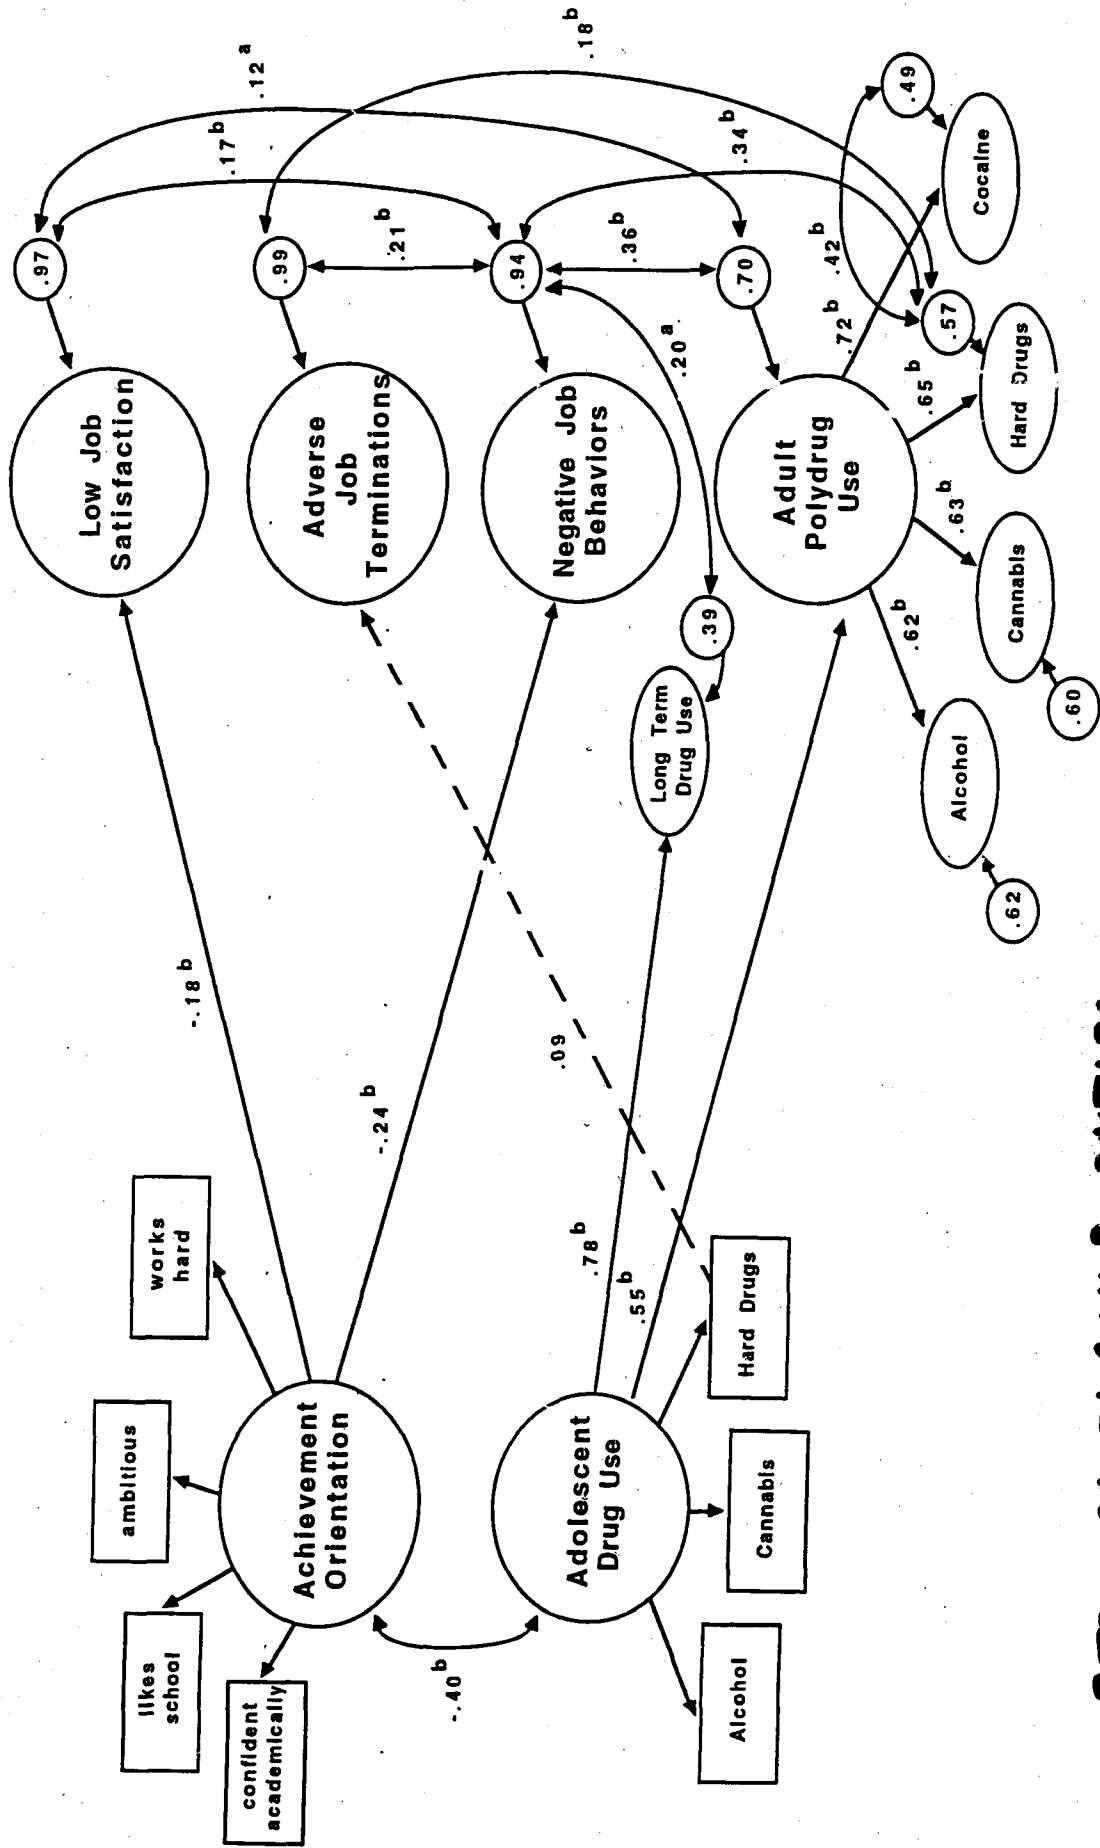 likes
school
ambitious
works
hard
confident
academically
Achievement
Orientation
-.40 b
Adolescent
Drug Use
Alcohol
Cannabis
Hard Drugs
-.18 b
-.24 b
.09
.78 b
.55 b
Low Job
Satisfaction
Adverse
Job
Terminations
Negative Job
Behaviors
Long Term
Drug Use
Adult
Polydrug
Use
.97
.99
.94
.39
.70
.17 b
.12 a
.21 b
.36 b
.20 a
.18 b
.34 b
.42 b
.62 b
.63 b
.65 b
.72 b
.62
Alcohol
.60
Cannabis
.57
Hard Drugs
.49
Cocaine